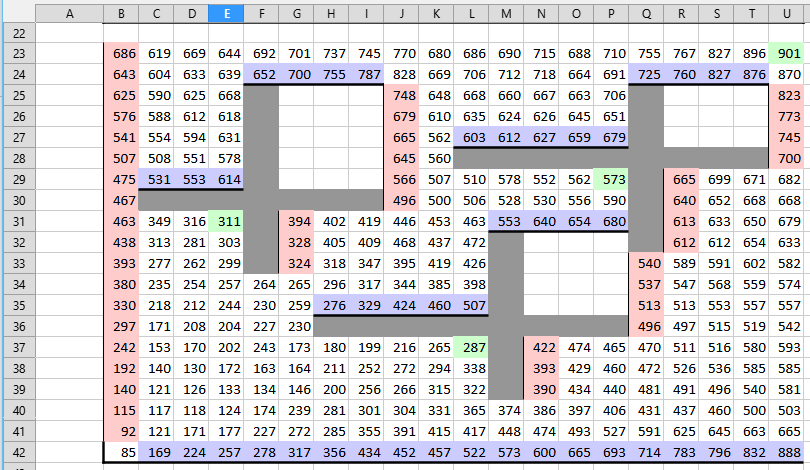 A B C D E F G H I J K L M N O P Q R S T U
22
23 686 619 669 644 692 701 737 745 770 680 686 690 715 688 710 755 767 827 896 901
24 643 604 633 639 652 700 755 787 828 669 706 712 718 664 691 725 760 827 876 870
25 625 590 625 668 748 648 668 660 667 663 706 823
26 576 588 612 618 679 610 635 624 626 645 651 773
27 541 554 594 631 665 562 603 612 627 659 679 745
28 507 508 551 578 645 560 700
29 475 531 553 614 566 507 510 578 552 562 573 665 699 671 682
30 467 496 500 506 528 530 556 590 640 652 668 668
31 463 349 316 311 394 402 419 446 453 463 553 640 654 680 613 633 650 679
32 438 313 281 303 328 405 409 468 437 472 612 612 654 633
33 393 277 262 299 324 318 347 395 419 426 540 589 591 602 582
34 380 235 254 257 264 265 296 317 344 385 398 537 547 568 559 574
35 330 218 212 244 230 259 276 329 424 460 507 513 513 553 557 557
36 297 171 208 204 227 230 496 497 515 519 542
37 242 153 170 202 243 173 180 199 216 265 287 422 474 465 470 511 516 580 593
38 192 140 130 172 163 164 211 252 272 294 338 393 429 460 472 526 536 585 585
39 140 121 126 133 134 146 200 256 266 315 322 390 434 440 481 491 496 540 581
40 115 117 118 124 174 239 281 301 304 331 365 374 386 397 406 431 437 460 500 503
41 92 121 171 177 227 272 285 355 391 415 417 448 474 493 527 591 625 645 663 665
42 85 169 224 257 278 317 356 434 452 457 522 573 600 665 693 714 783 796 832 888